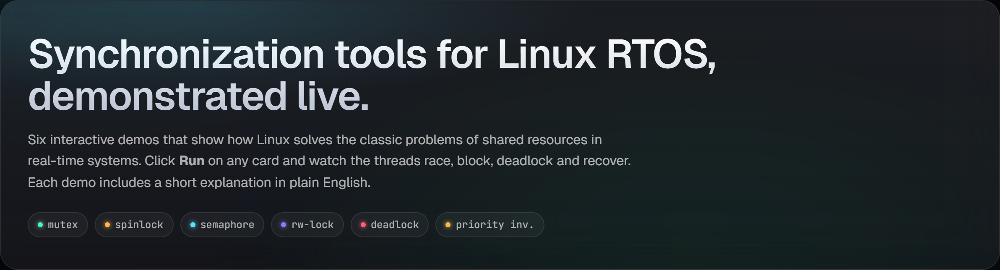 Synchronization tools for Linux RTOS,
demonstrated live.
Six interactive demos that show how Linux solves the classic problems of shared resources in
real-time systems. Click Run on any card and watch the threads race, block, deadlock and recover.
Each demo includes a short explanation in plain English.
mutex spinlock semaphore rw-lock deadlock priority inv.